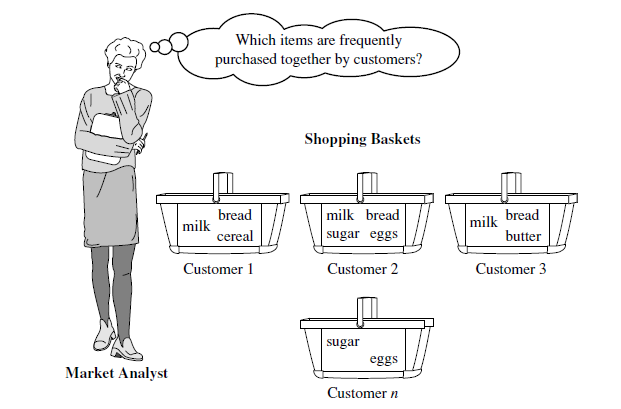 Which items are frequently
purchased together by customers?
Shopping Baskets
milk bread
cereal
Customer 1
milk bread
sugar eggs
Customer 2
milk bread
butter
Customer 3
sugar
eggs
Customer n
Market Analyst